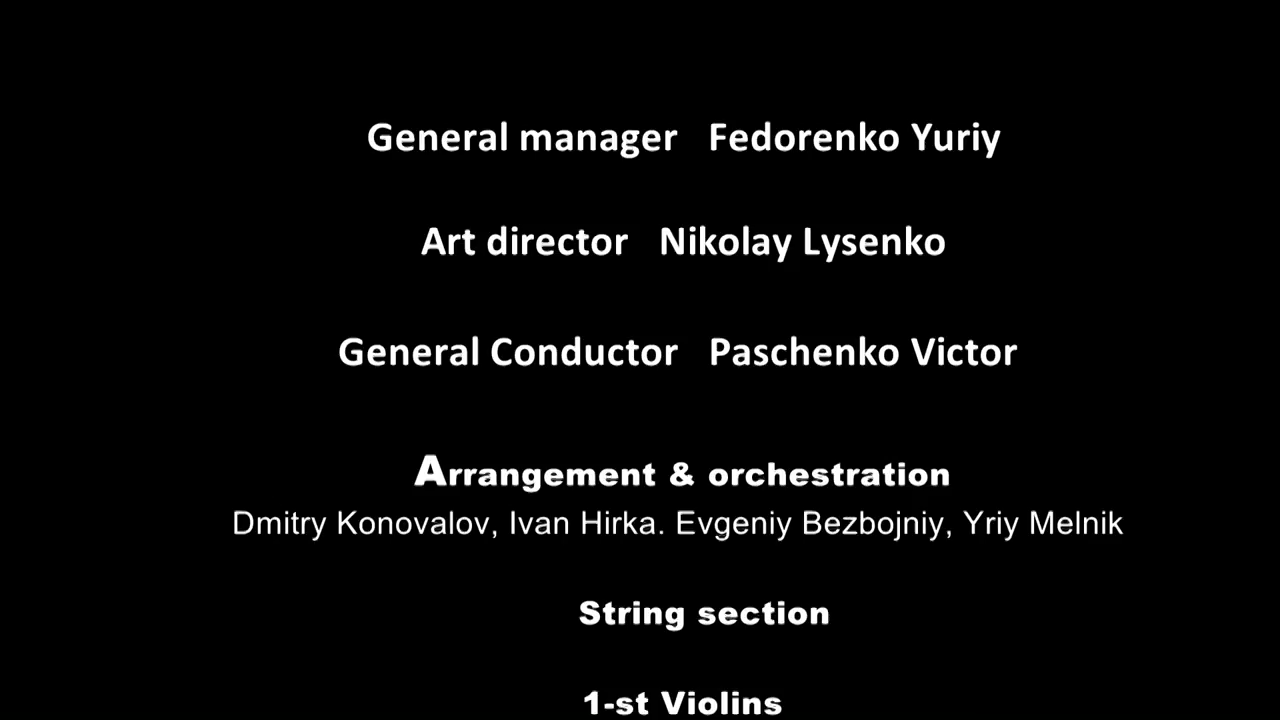 General manager Fedorenko Yuriy
Art director Nikolay Lysenko
General Conductor Paschenko Victor
Arrangement & orchestration
Dmitry Konovalov, Ivan Hirka. Evgeniy Bezbojniy, Yriy Melnik
String section
1-st Violins